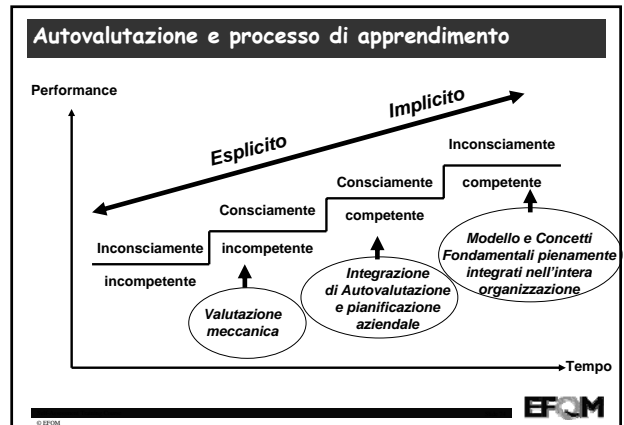 Autovalutazione e processo di apprendimento
Performance
Esplicito
Implicito
Inconsciamente
incompetente
Consciamente
incompetente
Consciamente
competente
Inconsciamente
competente
Valutazione
meccanica
Integrazione
di Autovalutazione
e pianificazione
aziendale
Modello e Concetti
Fondamentali pienamente
integrati nell'intera
organizzazione
Tempo
EFQM
© EFQM